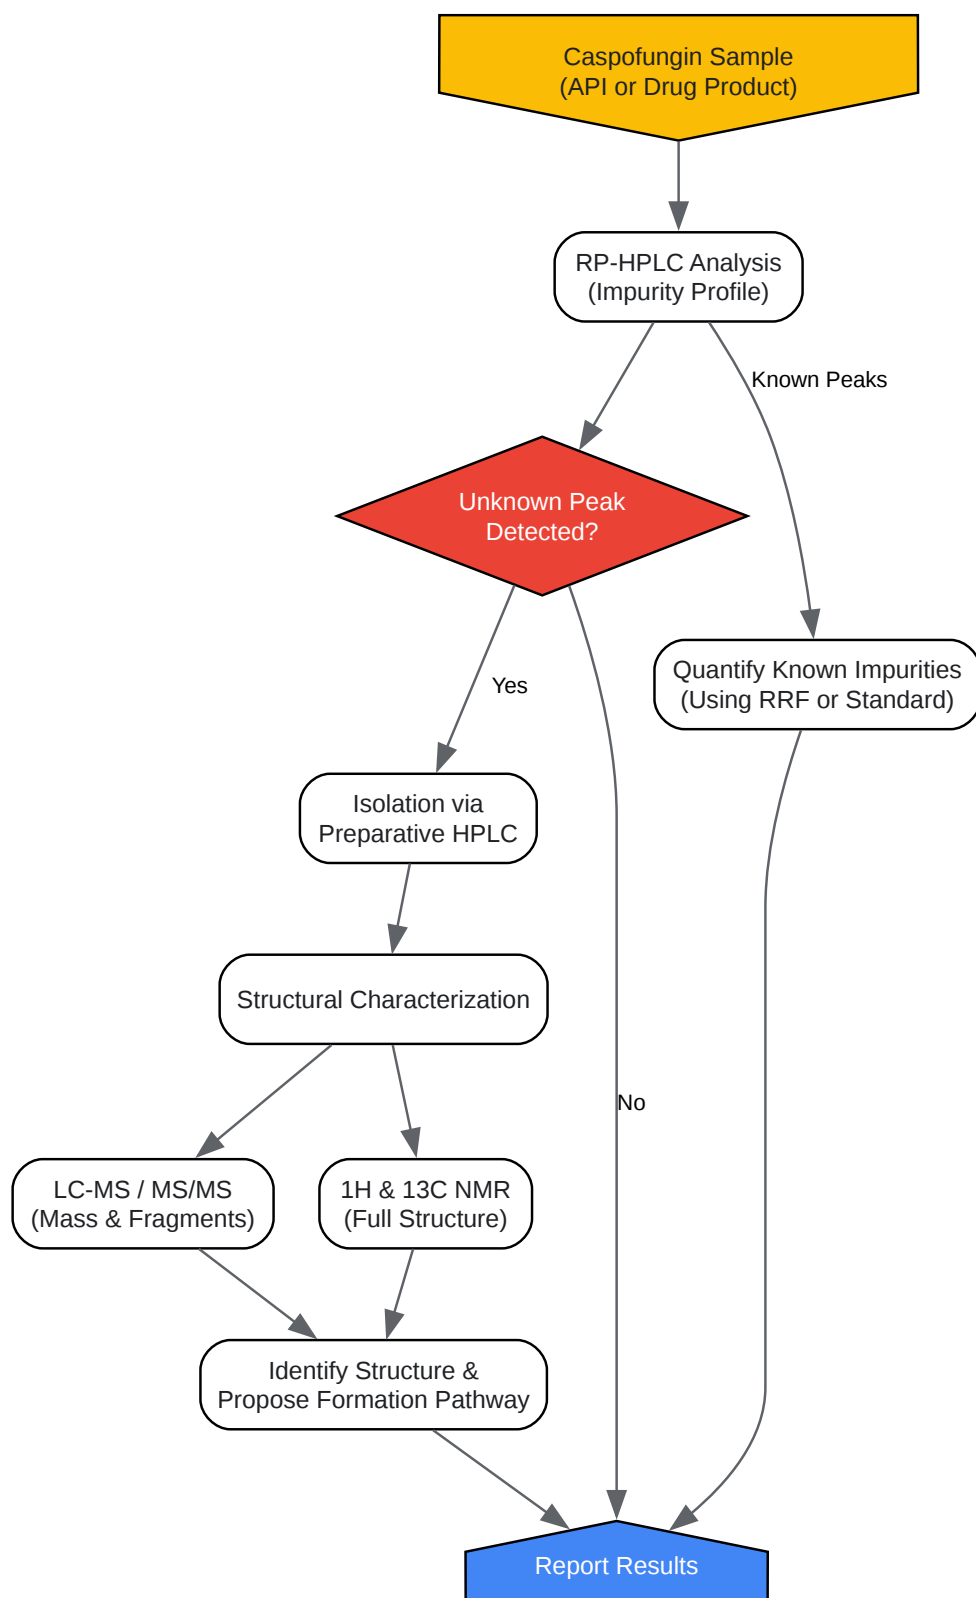 Caspofungin Sample
(API or Drug Product)
RP-HPLC Analysis
(Impurity Profile)
Known Peaks
Unknown Peak
Detected?
Quantify Known Impurities
(Using RRF or Standard)
Yes
Isolation via
Preparative HPLC
Structural Characterization
No
LC-MS / MS/MS
(Mass & Fragments)
1H & 13C NMR
(Full Structure)
Identify Structure &
Propose Formation Pathway
Report Results